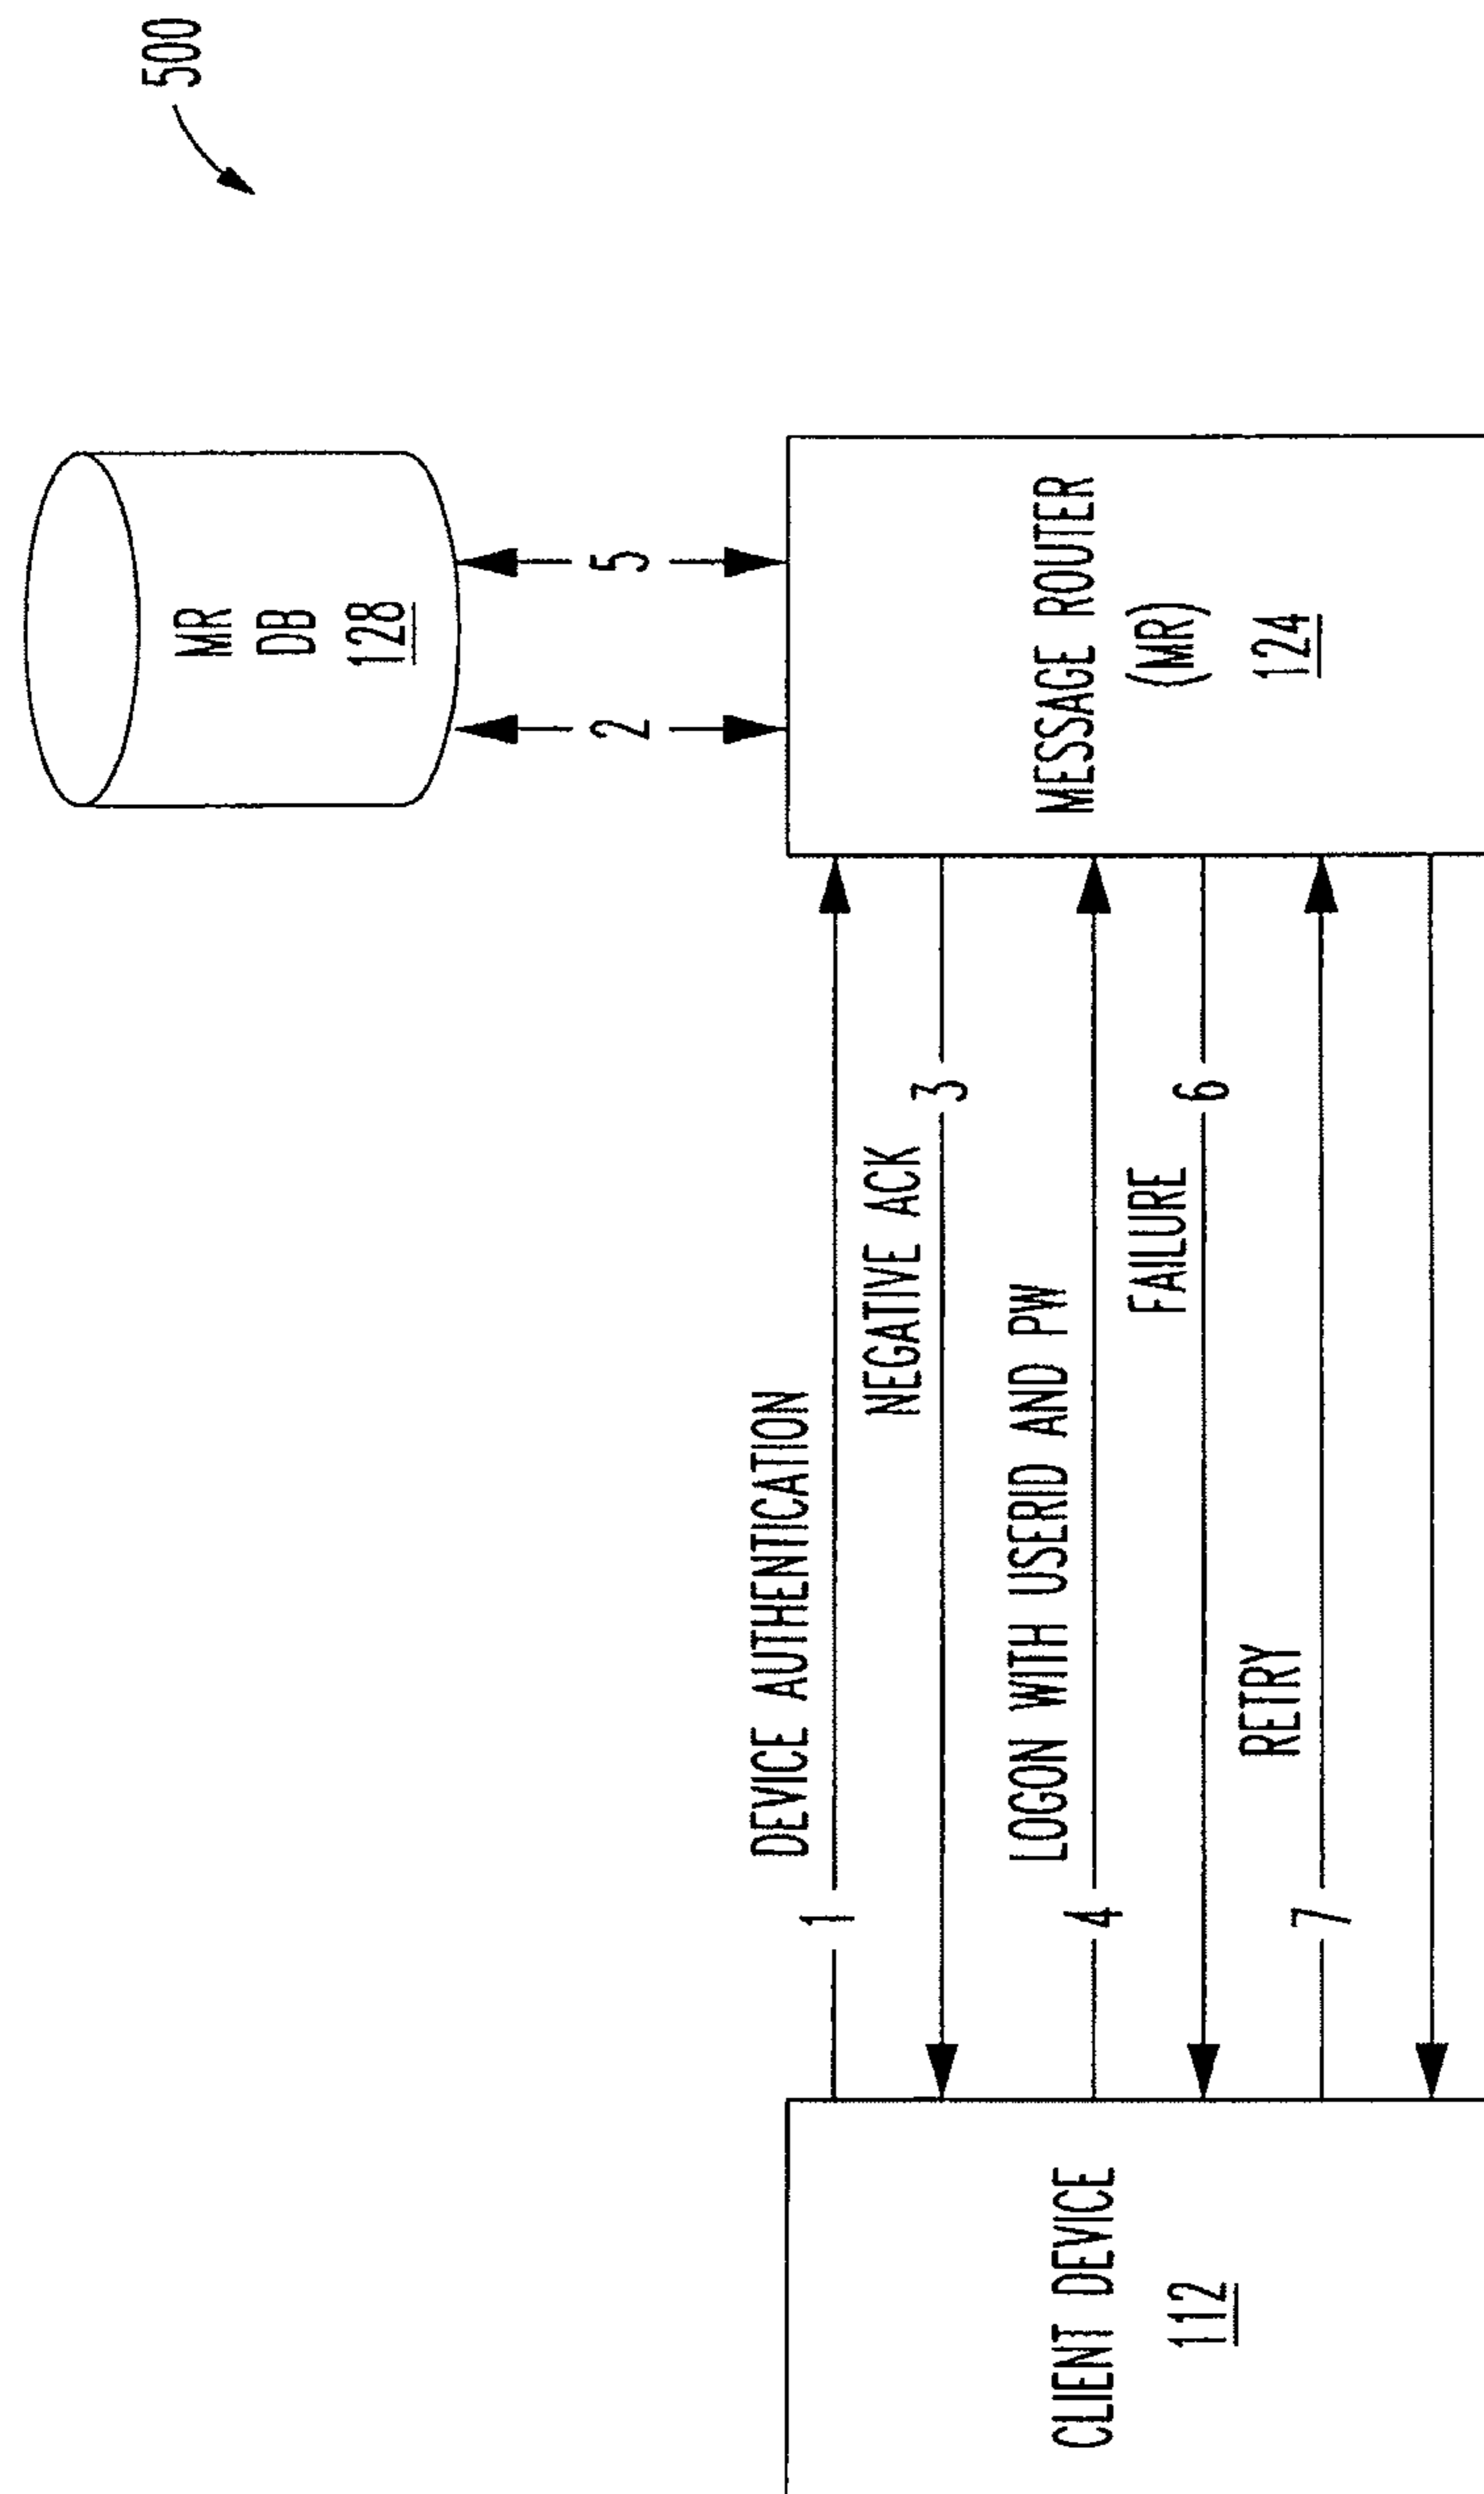 500
MR
DB
128
2
5
DEVICE AUTHENTICATION
1
NEGATIVE ACK
3
LOGON WITH USERID AND PW
4
FAILURE
6
RETRY
7
CLIENT DEVICE
112
MESSAGE ROUTER
(MR)
124